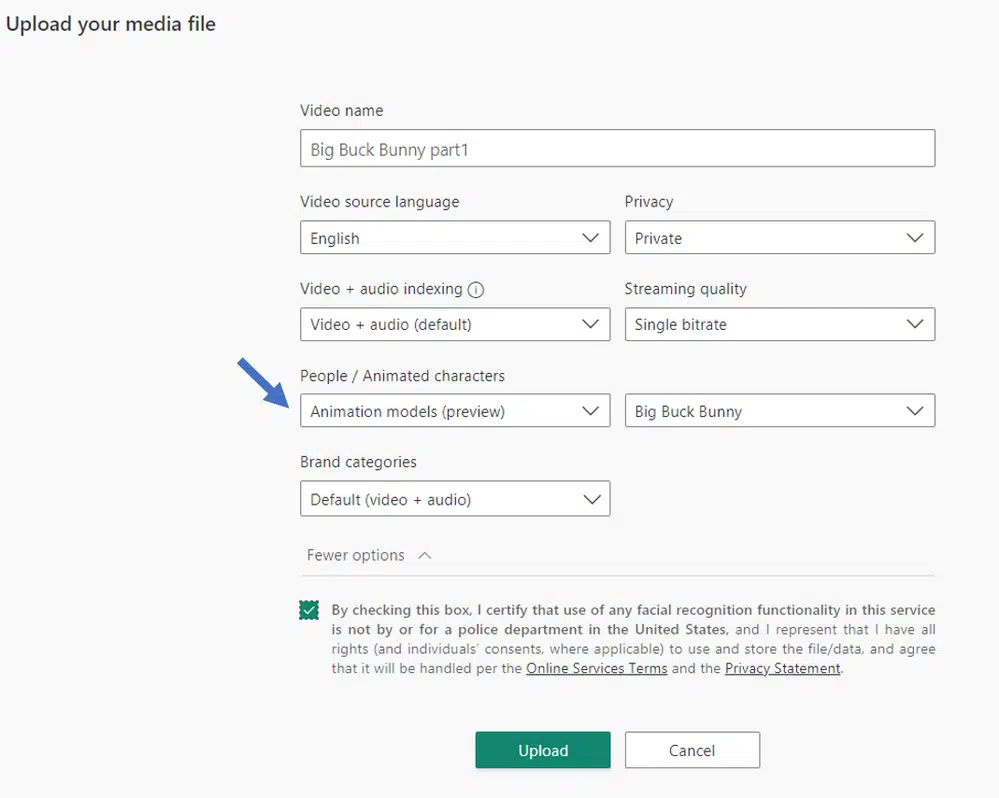 Upload your media file
Video name
Big Buck Bunny part1
Video source language
Privacy
English
Private
Video + audio indexing
Streaming quality
Video + audio (default)
Single bitrate
People / Animated characters
Animation models (preview)
Big Buck Bunny
Brand categories
Default (video + audio)
Fewer options
By checking this box, I certify that use of any facial recognition functionality in this service
is not by or for a police department in the United States, and I represent that I have all
rights (and individuals' consents, where applicable) to use and store the file/data, and agree
that it will be handled per the Online Services Terms and the Privacy Statement.
Upload
Cancel